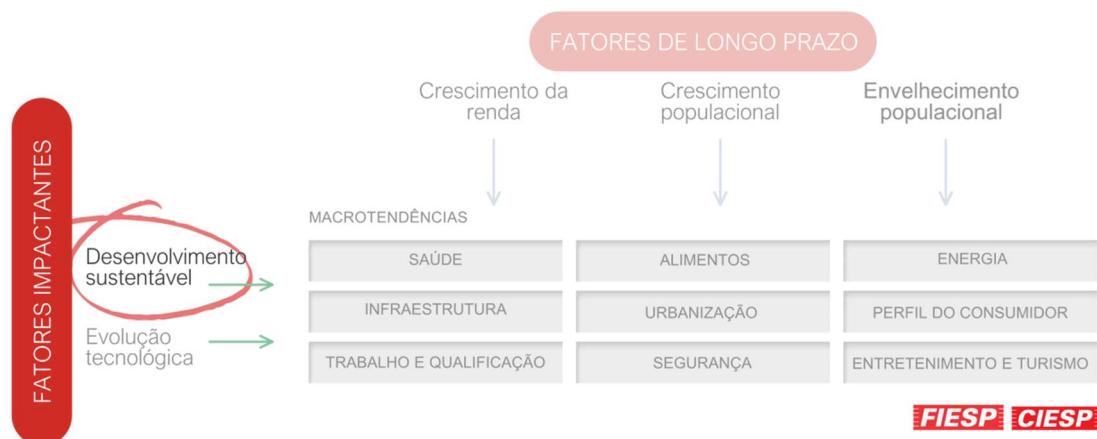 FATORES DE LONGO PRAZO
Crescimento da
renda
Crescimento
populacional
Envelhecimento
populacional
FATORES IMPACTANTES
Desenvolvimento
sustentável
Evolução
tecnológica
MACROTENDÊNCIAS
SAÚDE
ALIMENTOS
ENERGIA
INFRAESTRUTURA
URBANIZAÇÃO
PERFIL DO CONSUMIDOR
TRABALHO E QUALIFICAÇÃO
SEGURANÇA
ENTRETENIMENTO E TURISMO
FIESP CIESP